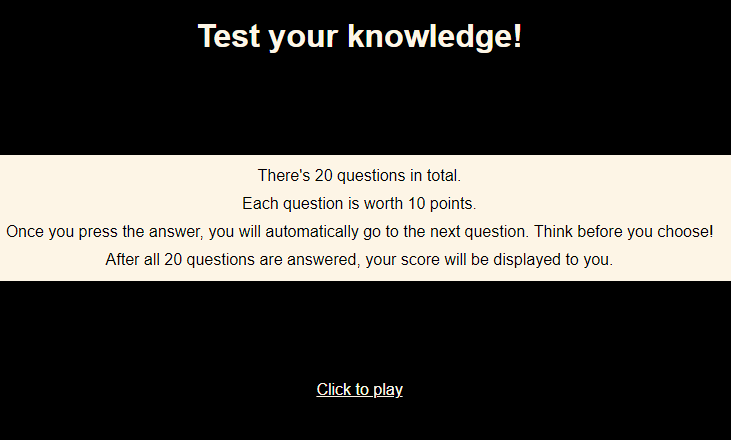 Test your knowledge!
There's 20 questions in total.
Each question is worth 10 points.
Once you press the answer, you will automatically go to the next question. Think before you choose!
After all 20 questions are answered, your score will be displayed to you.
Click to play